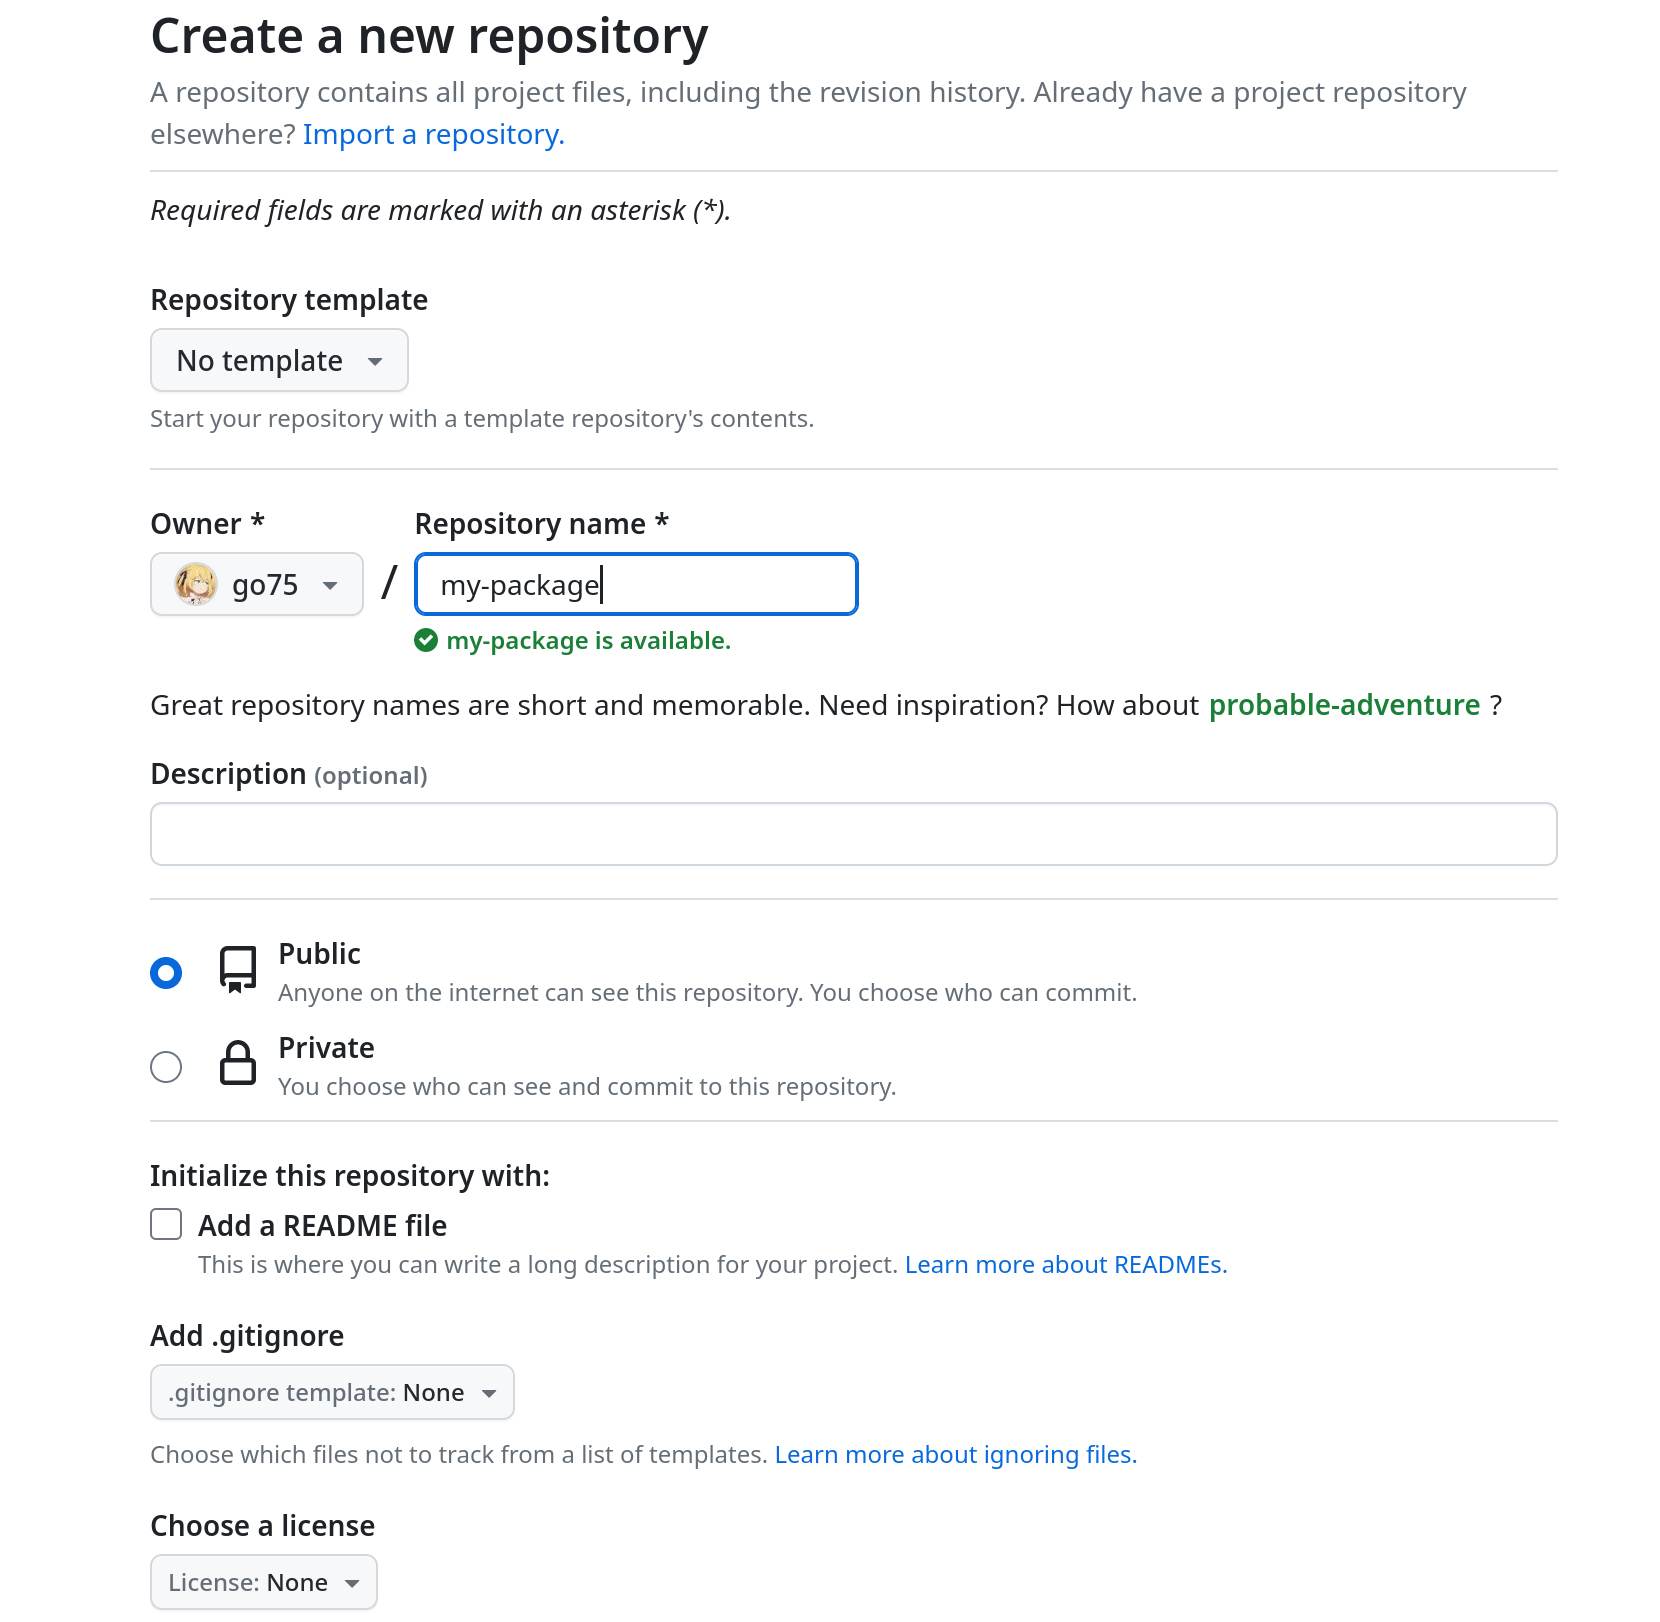 Create a new repository
A repository contains all project files, including the revision history. Already have a project repository
elsewhere? Import a repository.
Required fields are marked with an asterisk (*).
Repository template
No template
Start your repository with a template repository's contents.
Owner *
Repository name *
go75
/
my-package
my-package is available.
Great repository names are short and memorable. Need inspiration? How about probable-adventure ?
Description (optional)
Public
Anyone on the internet can see this repository. You choose who can commit.
Private
You choose who can see and commit to this repository.
Initialize this repository with:
Add a README file
This is where you can write a long description for your project. Learn more about READMEs.
Add .gitignore
.gitignore template: None
Choose which files not to track from a list of templates. Learn more about ignoring files.
Choose a license
License: None